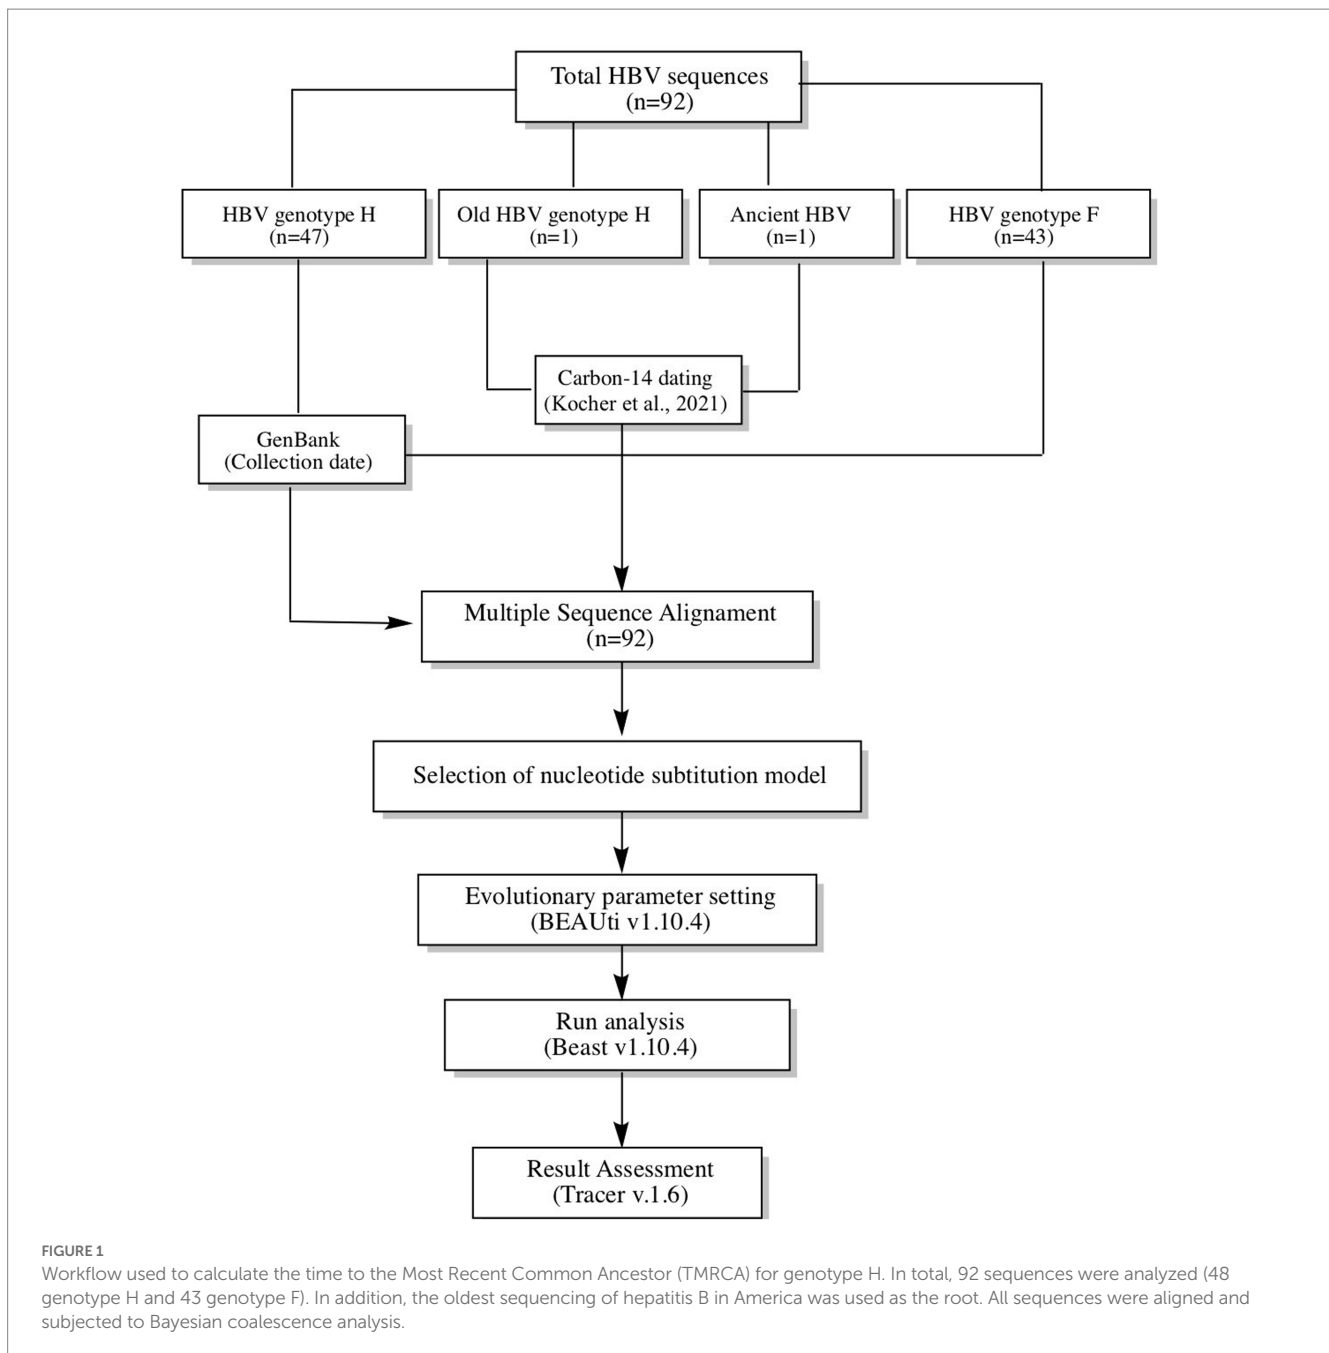 Total HBV sequences
(n=92)
HBV genotype H
(n=47)
Old HBV genotype H
(n=1)
Ancient HBV
(n=1)
HBV genotype F
(n=43)
Carbon-14 dating
(Kocher et al., 2021)
GenBank
(Collection date)
Multiple Sequence Alignament
(n=92)
Selection of nucleotide subtitution model
Evolutionary parameter setting
(BEAUti v1.10.4)
Run analysis
(Beast v1.10.4)
Result Assessment
(Tracer v.1.6)
FIGURE 1
Workflow used to calculate the time to the Most Recent Common Ancestor (TMRCA) for genotype H. In total, 92 sequences were analyzed (48
genotype H and 43 genotype F). In addition, the oldest sequencing of hepatitis B in America was used as the root. All sequences were aligned and
subjected to Bayesian coalescence analysis.